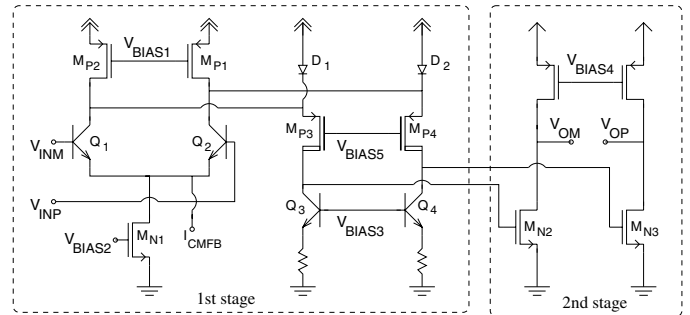 V_BIAS1
M_P2
M_P1
D_1
D_2
V_BIAS4
M_P3
M_P4
V_BIAS5
V_OM
V_OP
V_INM
Q_1
Q_2
V_INP
Q_3
Q_4
V_BIAS3
V_BIAS2
M_N1
I_CMFB
M_N2
M_N3
1st stage
2nd stage